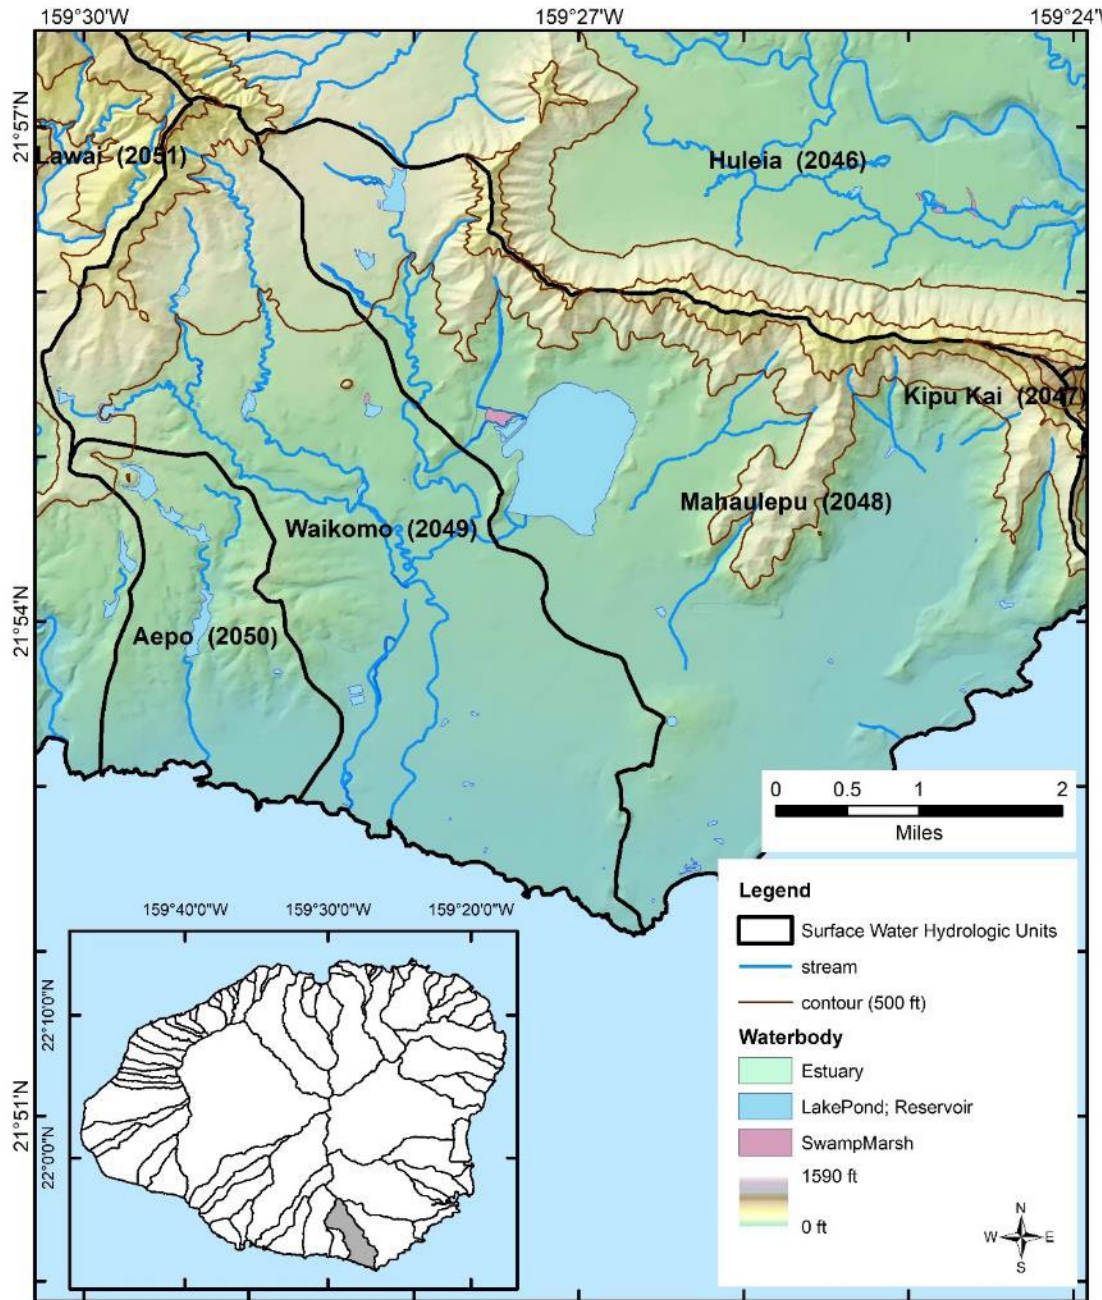 159°30'W
159°27'W
159°24'W
21°57'N
Lawai (2051)
Huleia (2046)
Kipu Kai (2047)
Mahaulepu (2048)
Waikomo (2049)
21°54'N
Aepo (2050)
0 0.5 1 2
Miles
Legend
Surface Water Hydrologic Units
stream
contour (500 ft)
Waterbody
Estuary
LakePond; Reservoir
SwampMarsh
1590 ft
0 ft
N
W E
S
21°51'N
159°40'0"W
159°30'0"W
159°20'0"W
22°10'0"N
22°0'0"N